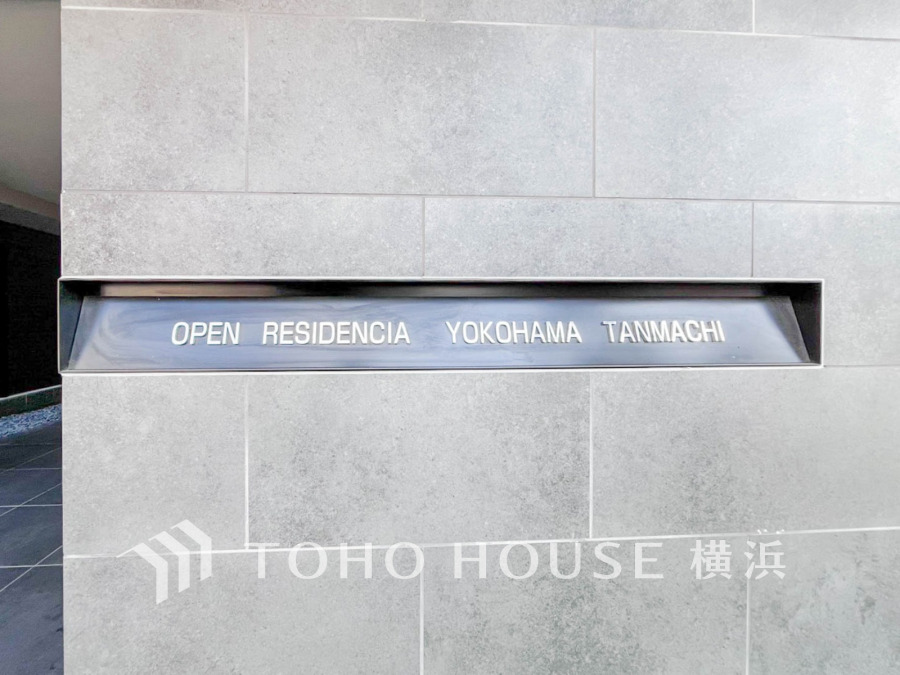 OPEN RESIDENCIA YOKOHAMA TANMACHI
TOHO HOUSE 横浜